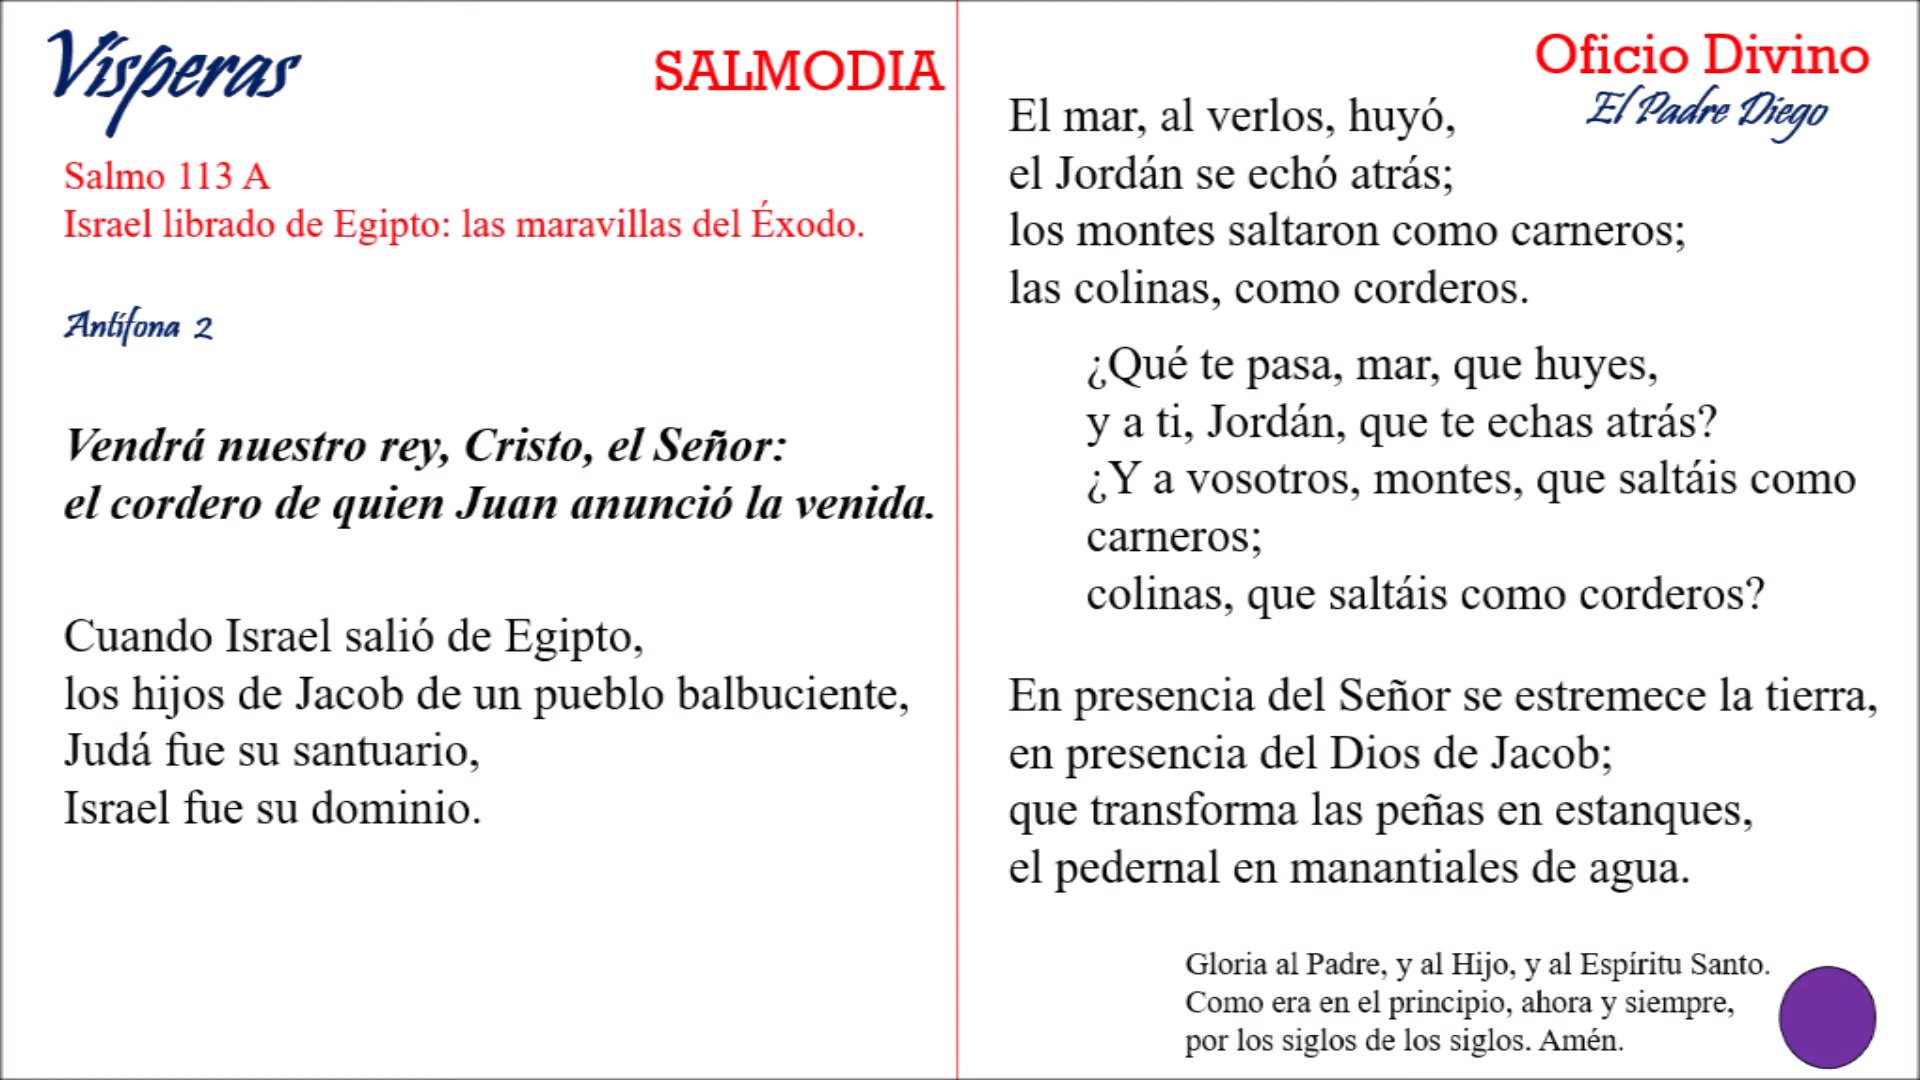 Vísperas
SALMODIA
Salmo 113 A
Israel librado de Egipto: las maravillas del Éxodo.
Antífona 2
Vendrá nuestro rey, Cristo, el Señor:
el cordero de quien Juan anunció la venida.
Cuando Israel salió de Egipto,
los hijos de Jacob de un pueblo balbuciente,
Judá fue su santuario,
Israel fue su dominio.
Oficio Divino
El Padre Diego
El mar, al verlos, huyó,
el Jordán se echó atrás;
los montes saltaron como carneros;
las colinas, como corderos.
¿Qué te pasa, mar, que huyes,
y a ti, Jordán, que te echas atrás?
¿Y a vosotros, montes, que saltáis como
carneros;
colinas, que saltáis como corderos?
En presencia del Señor se estremece la tierra,
en presencia del Dios de Jacob;
que transforma las peñas en estanques,
el pedernal en manantiales de agua.
Gloria al Padre, y al Hijo, y al Espíritu Santo.
Como era en el principio, ahora y siempre,
por los siglos de los siglos. Amén.